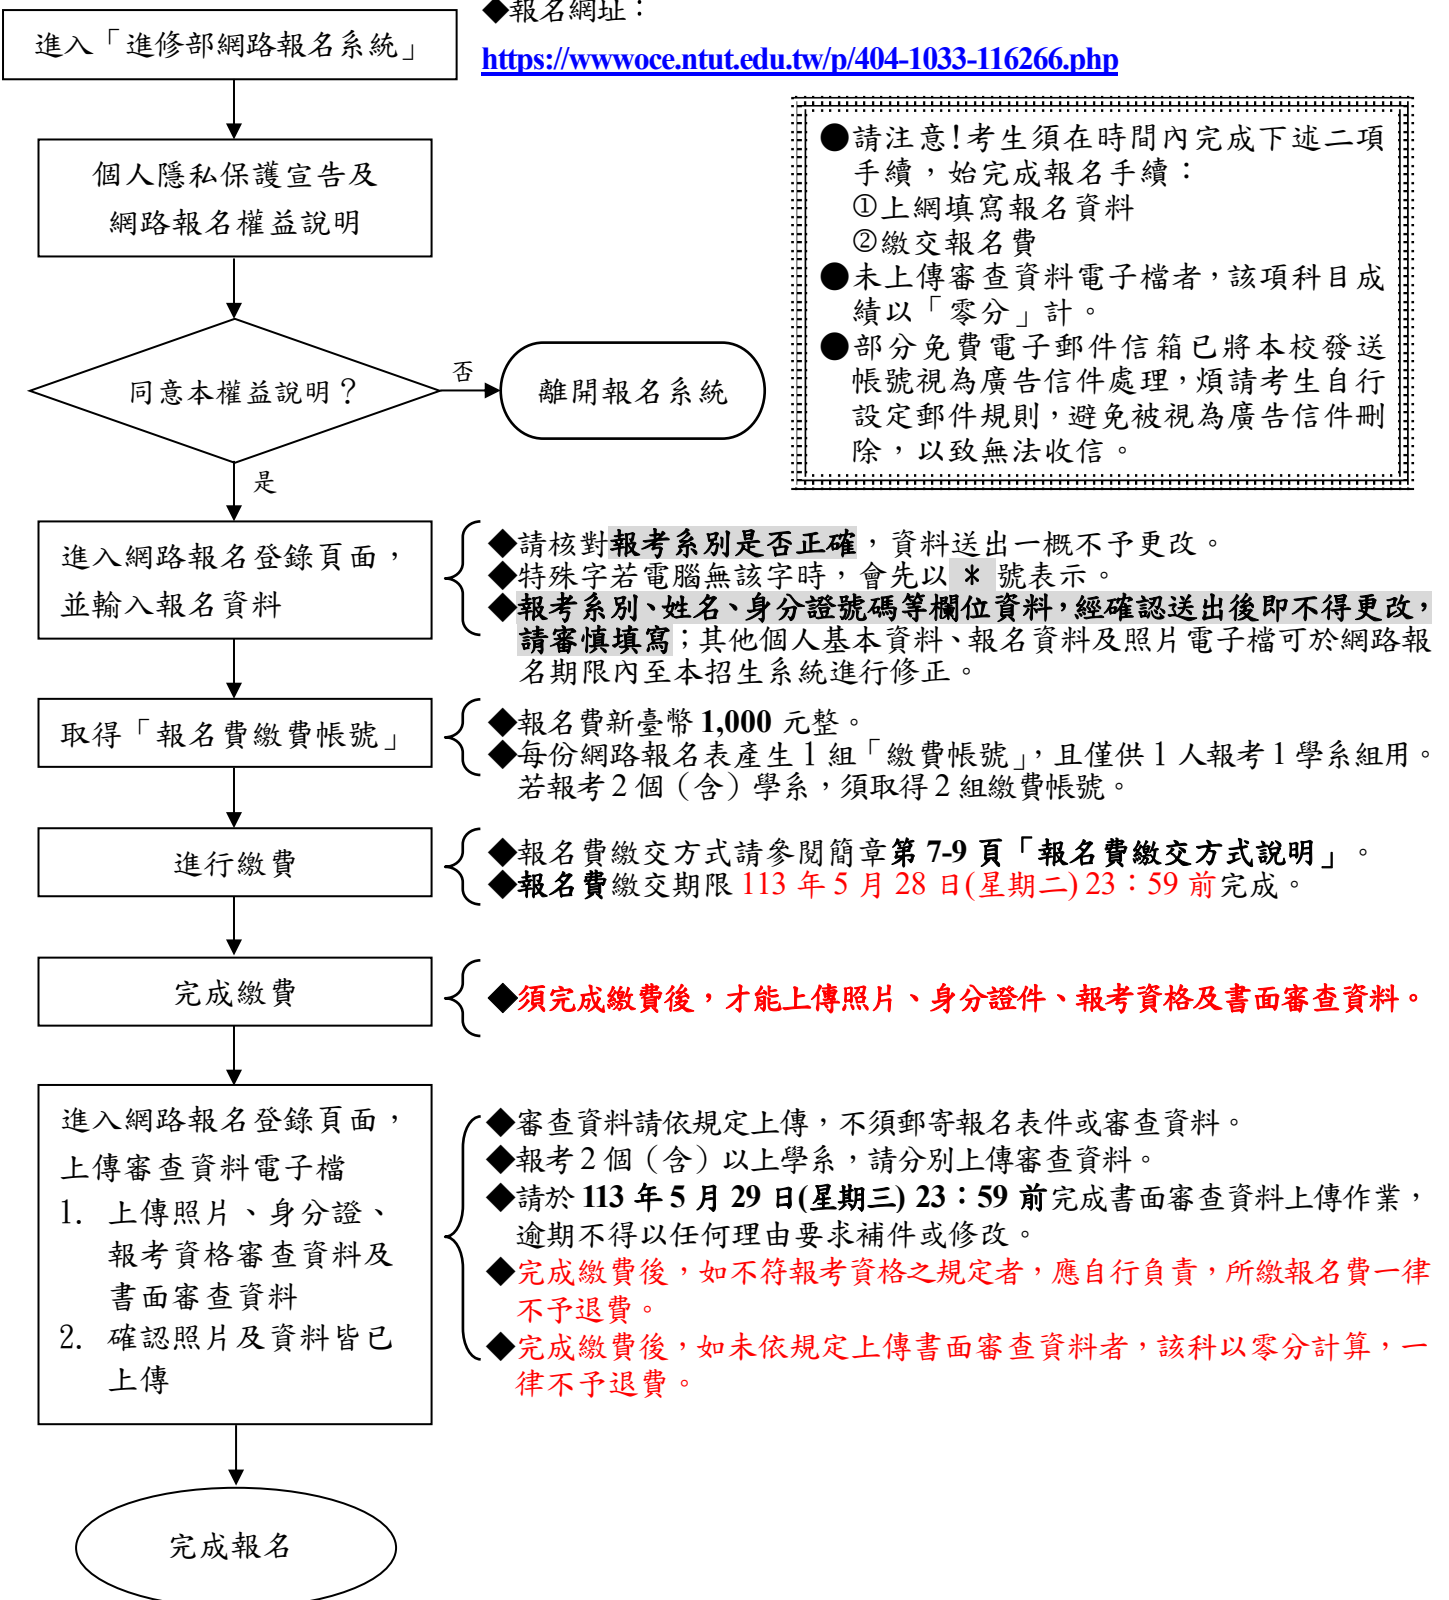 ◆報名網址：
進入「進修部網路報名系統」
https://wwwoce.ntut.edu.tw/p/404-1033-116266.php
●請注意!考生須在時間內完成下述二項
手續，始完成報名手續：
①上網填寫報名資料
②繳交報名費
●未上傳審查資料電子檔者，該項科目成
績以「零分」計。
●部分免費電子郵件信箱已將本校發送
帳號視為廣告信件處理，煩請考生自行
設定郵件規則，避免被視為廣告信件刪
除，以致無法收信。
個人隱私保護宣告及
網路報名權益說明
同意本權益說明？
否
離開報名系統
是
進入網路報名登錄頁面，
並輸入報名資料
◆請核對報考系別是否正確，資料送出一概不予更改。
◆特殊字若電腦無該字時，會先以 * 號表示。
◆報考系別、姓名、身分證號碼等欄位資料，經確認送出後即不得更改，
請審慎填寫；其他個人基本資料、報名資料及照片電子檔可於網路報
名期限內至本招生系統進行修正。
取得「報名費繳費帳號」
◆報名費新臺幣 1,000 元整。
◆每份網路報名表產生 1 組「繳費帳號」，且僅供 1 人報考 1 學系組用。
若報考 2 個（含）學系，須取得 2 組繳費帳號。
進行繳費
◆報名費繳交方式請參閱簡章第 7-9 頁「報名費繳交方式說明」。
◆報名費繳交期限 113 年 5 月 28 日(星期二) 23：59 前完成。
完成繳費
◆須完成繳費後，才能上傳照片、身分證件、報考資格及書面審查資料。
進入網路報名登錄頁面，
上傳審查資料電子檔
1. 上傳照片、身分證、
報考資格審查資料及
書面審查資料
2. 確認照片及資料皆已
上傳
◆審查資料請依規定上傳，不須郵寄報名表件或審查資料。
◆報考 2 個（含）以上學系，請分別上傳審查資料。
◆請於 113 年 5 月 29 日(星期三) 23：59 前完成書面審查資料上傳作業，
逾期不得以任何理由要求補件或修改。
◆完成繳費後，如不符報考資格之規定者，應自行負責，所繳報名費一律
不予退費。
◆完成繳費後，如未依規定上傳書面審查資料者，該科以零分計算，一
律不予退費。
完成報名